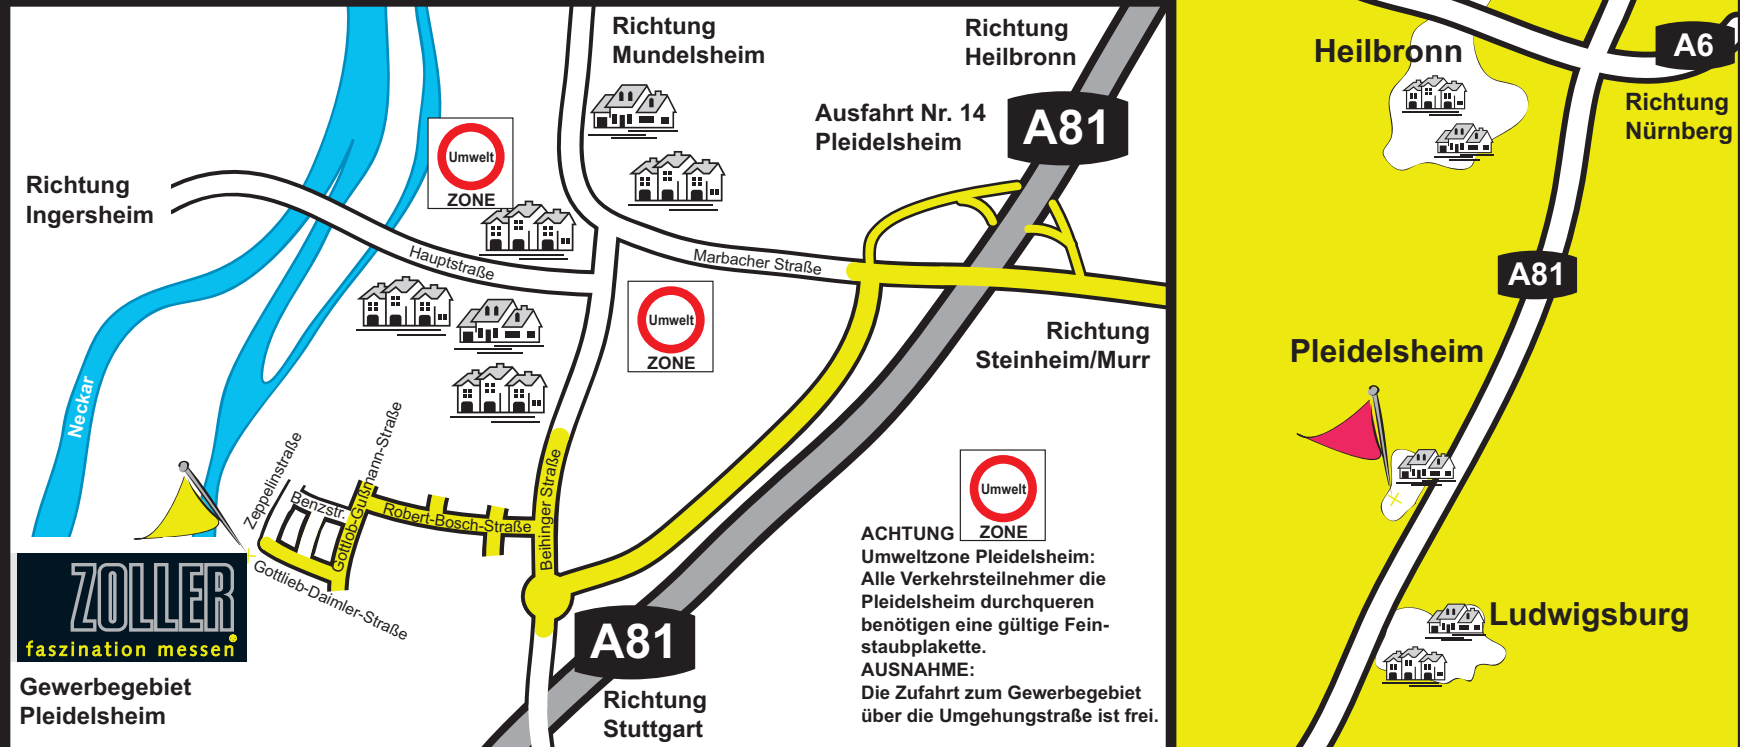 Richtung
Mundelsheim
Richtung
Heilbronn
Ausfahrt Nr. 14
Pleidelsheim
A81
Umwelt
ZONE
Richtung
Ingersheim
Hauptstraße
Marbacher Straße
Umwelt
ZONE
Richtung
Steinheim/Murr
Neckar
Zeppelinstraße
Benzstr.
Gottlob-Gußmann-Straße
Robert-Bosch-Straße
Beihinger Straße
Gottlieb-Daimler-Straße
ZOLLER
faszination messen
Gewerbegebiet
Pleidelsheim
A81
Richtung
Stuttgart
Umwelt
ZONE
ACHTUNG
Umweltzone Pleidelsheim:
Alle Verkehrsteilnehmer die
Pleidelsheim durchqueren
benötigen eine gültige Fein-
staubplakette.
AUSNAHME:
Die Zufahrt zum Gewerbegebiet
über die Umgehungstraße ist frei.
Heilbronn
A6
Richtung
Nürnberg
A81
Pleidelsheim
Ludwigsburg